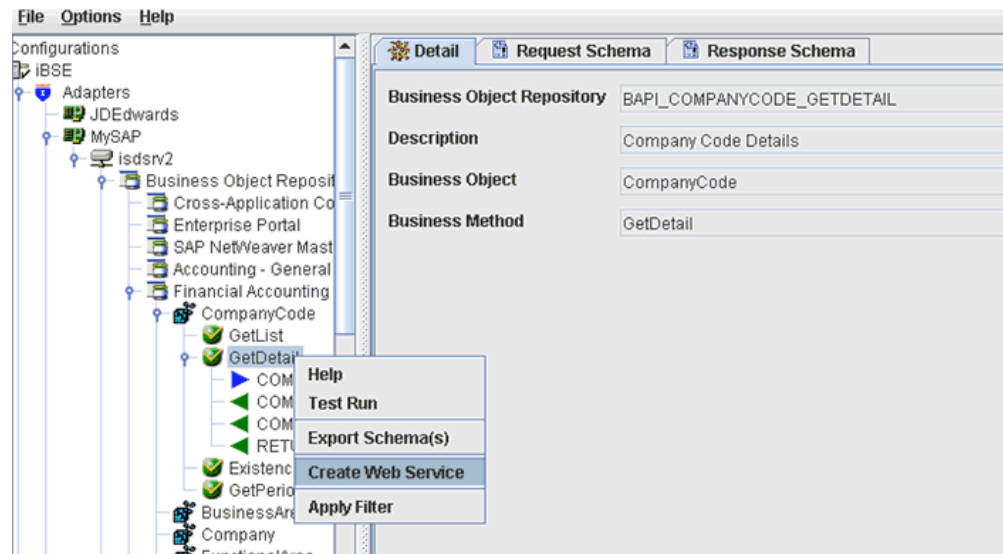 File Options Help
Configurations
iBSE
Adapters
JDEdwards
MySAP
isdsrv2
Business Object Reposit
Cross-Application Co
Enterprise Portal
SAP NetWeaver Mast
Accounting - General
Financial Accounting
CompanyCode
GetList
GetDetail
COM
COM
COM
RETU
Existenc
GetPerio
BusinessAre
Company
FunctionalArea
Help
Test Run
Export Schema(s)
Create Web Service
Apply Filter
Detail Request Schema Response Schema
Business Object Repository BAPI_COMPANYCODE_GETDETAIL
Description Company Code Details
Business Object CompanyCode
Business Method GetDetail